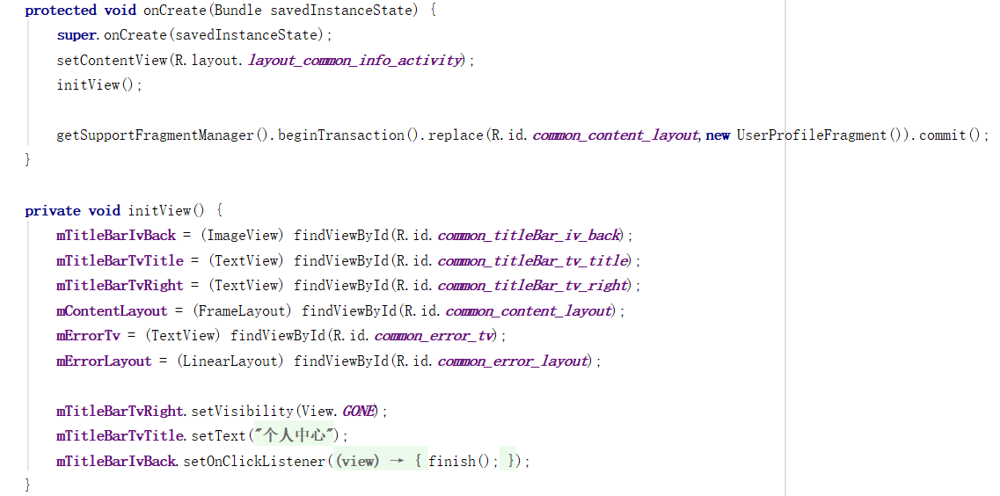 protected void onCreate(Bundle savedInstanceState) {
super.onCreate(savedInstanceState);
setContentView(R.layout.layout_common_info_activity);
initView();
getSupportFragmentManager().beginTransaction().replace(R.id.common_content_layout,new UserProfileFragment()).commit();
}
private void initView() {
mTitleBarIvBack = (ImageView) findViewById(R.id.common_titleBar_iv_back);
mTitleBarTvTitle = (TextView) findViewById(R.id.common_titleBar_tv_title);
mTitleBarTvRight = (TextView) findViewById(R.id.common_titleBar_tv_right);
mContentLayout = (FrameLayout) findViewById(R.id.common_content_layout);
mErrorTv = (TextView) findViewById(R.id.common_error_tv);
mErrorLayout = (LinearLayout) findViewById(R.id.common_error_layout);
mTitleBarTvRight.setVisibility(View.GONE);
mTitleBarTvTitle.setText("个人中心");
mTitleBarIvBack.setOnClickListener((view) → { finish(); });
}